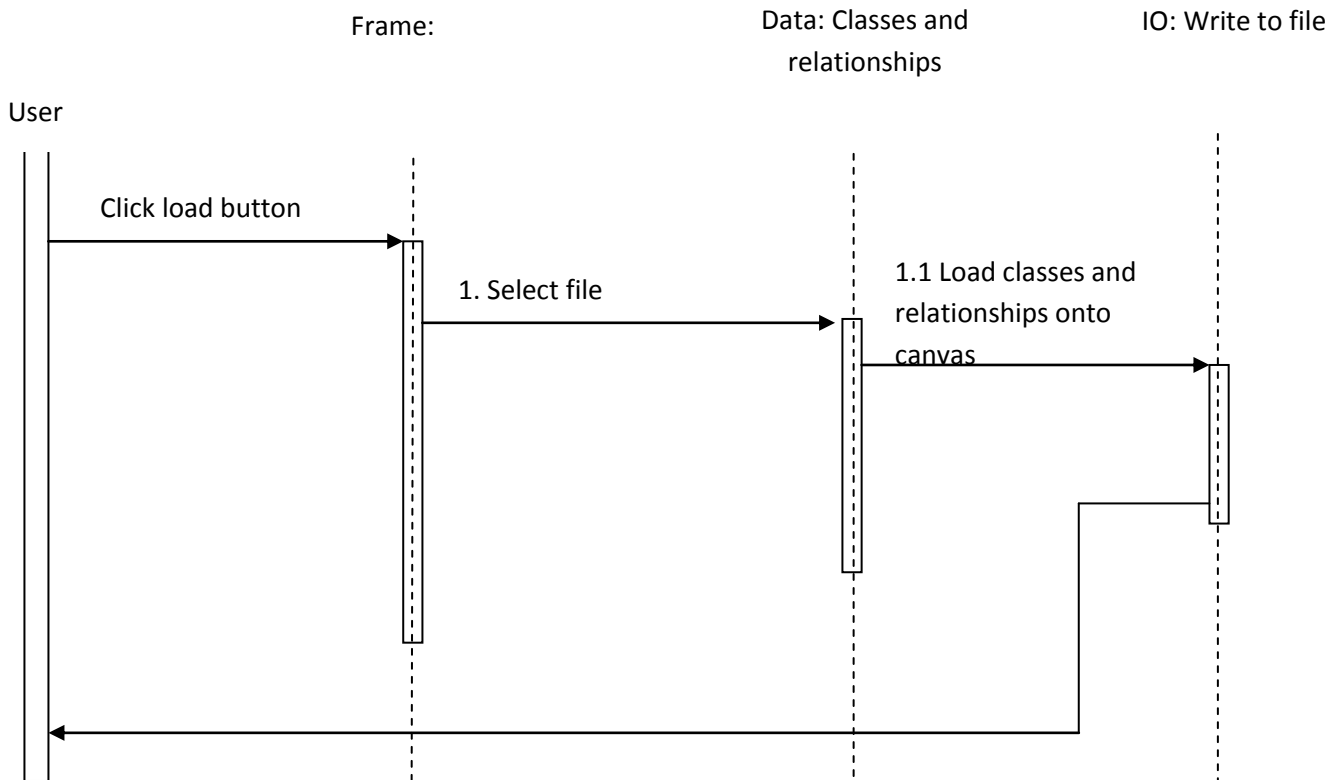 Frame:
Data: Classes and
relationships
IO: Write to file
User
Click load button
1. Select file
1.1 Load classes and
relationships onto
canvas